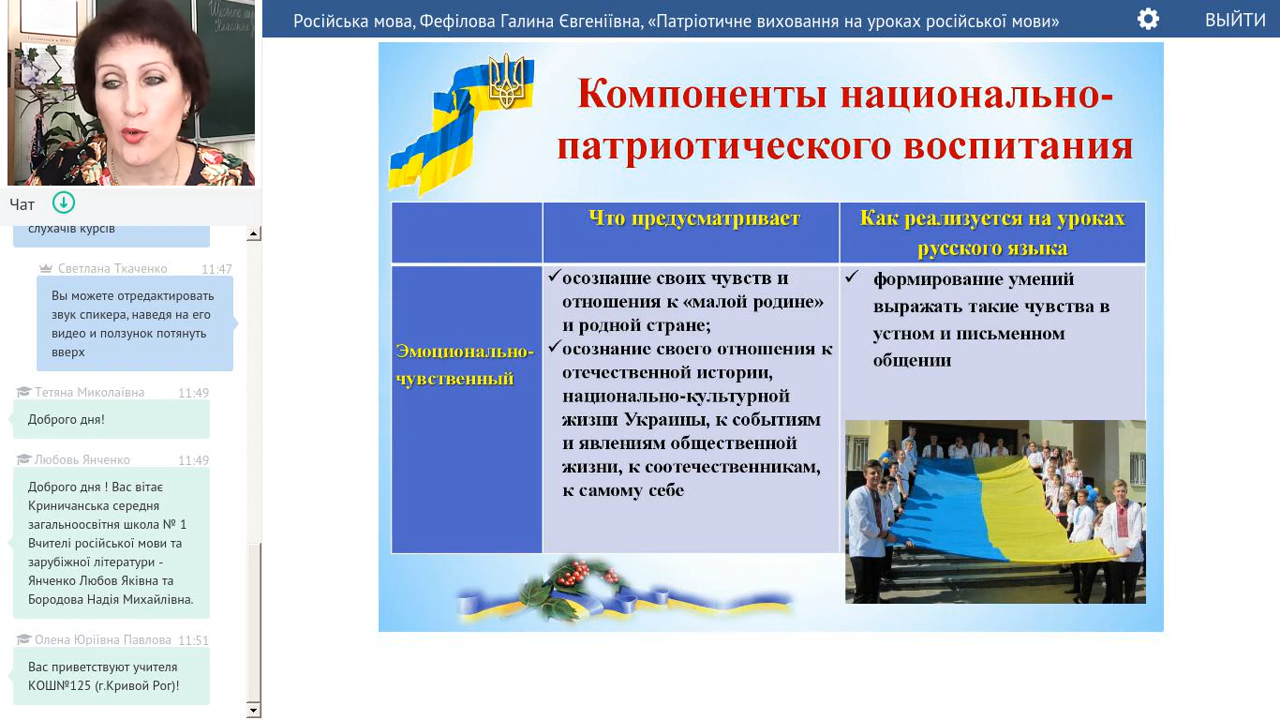 Російська мова, Фефілова Галина Євгеніївна, «Патріотичне виховання на уроках російської мови»
ВЫЙТИ
Чат
слухачів курсів
Светлана Ткаченко 11:47
Вы можете отредактировать
звук спикера, наведя на его
видео и ползунок потянуть
вверх
Тетяна Миколаївна 11:49
Доброго дня!
Любовь Янченко 11:49
Доброго дня ! Вас вітає
Криничанська середня
загальноосвітня школа № 1
Вчителі російської мови та
зарубіжної літератури -
Янченко Любов Яківна та
Бородова Надія Михайлівна.
Олена Юріївна Павлова 11:51
Вас приветствуют учителя
КОШ№125 (г.Кривой Рог)!
Компоненты национально-
патриотического воспитания
Что предусматривает
Как реализуется на уроках
русского языка
Эмоционально-
чувственный
осознание своих чувств и
отношения к «малой родине»
и родной стране;
осознание своего отношения к
отечественной истории,
национально-культурной
жизни Украины, к событиям
и явлениям общественной
жизни, к соотечественникам,
к самому себе
формирование умений
выражать такие чувства в
устном и письменном
общении